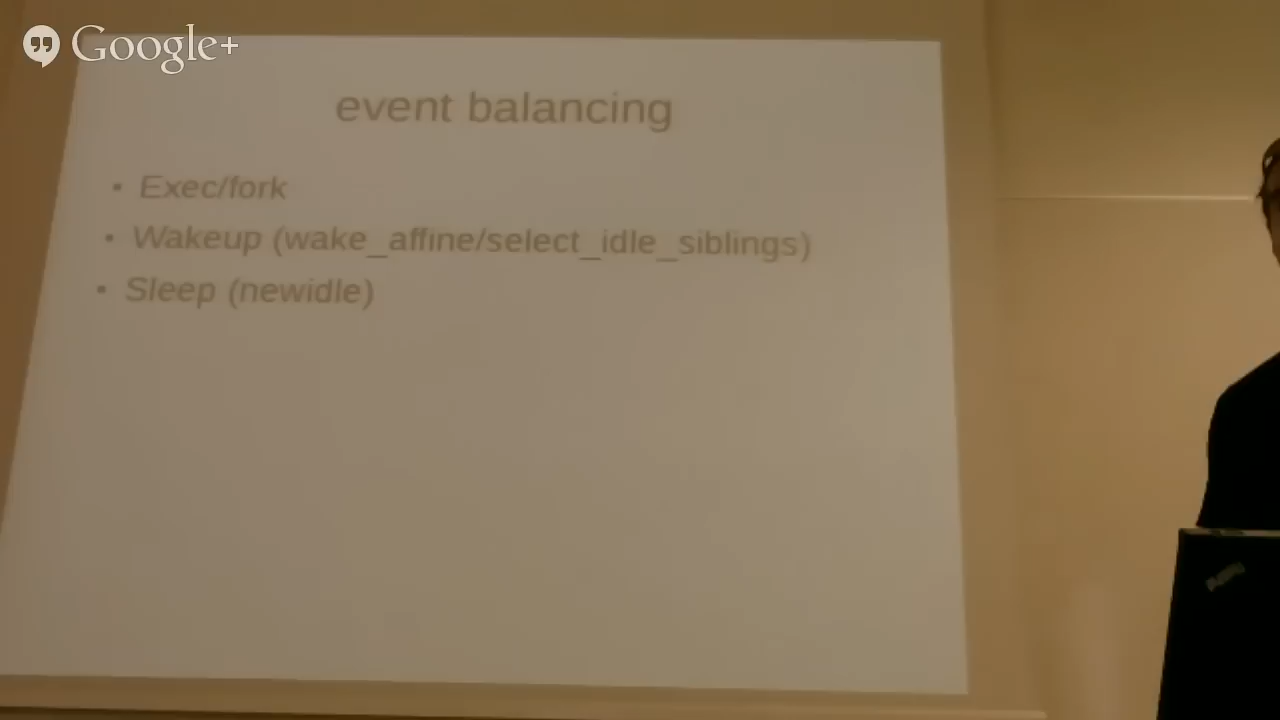 Google+
event balancing
• Exec/fork
• Wakeup (wake_affine/select_idle_siblings)
• Sleep (newidle)